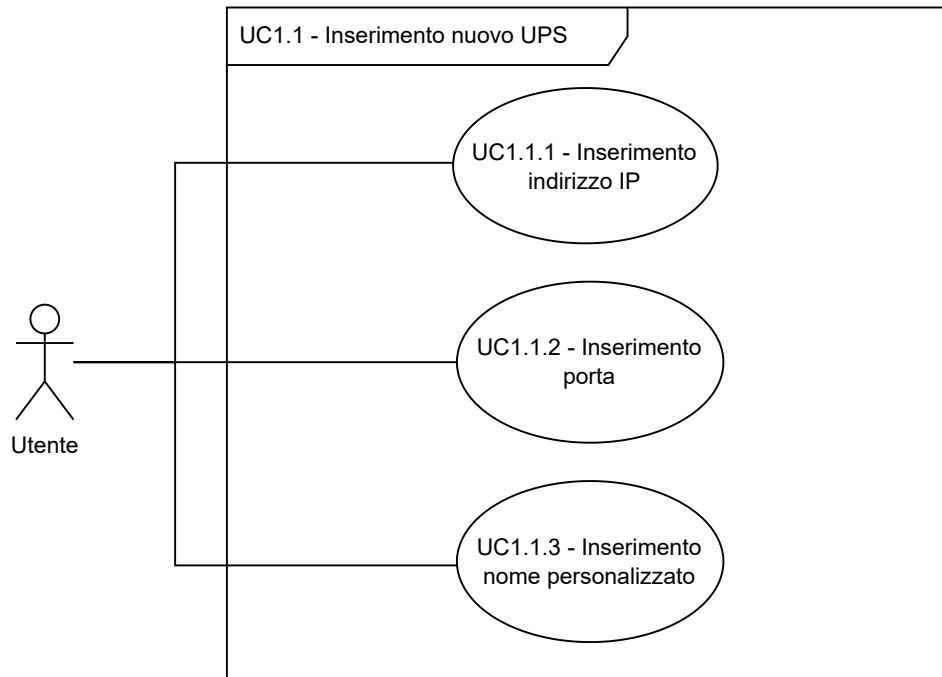 UC1.1 - Inserimento nuovo UPS
UC1.1.1 - Inserimento
indirizzo IP
UC1.1.2 - Inserimento
porta
Utente
UC1.1.3 - Inserimento
nome personalizzato